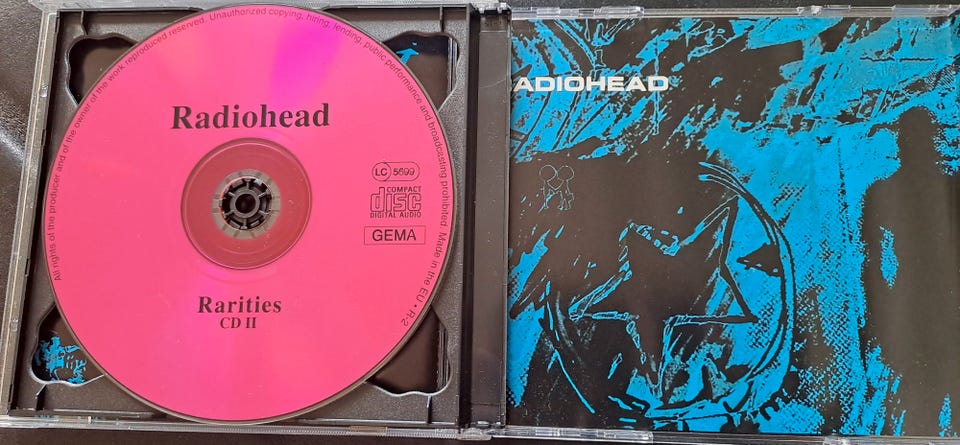 All rights of the producer and of the owner of the work reproduced reserved. Unauthorized copying, hiring, lending, public performance and broadcasting prohibited. Made in the EU • R-2
Radiohead
LC 5699
COMPACT
disc
DIGITAL AUDIO
GEMA
Rarities
CD II
ADIOHEAD